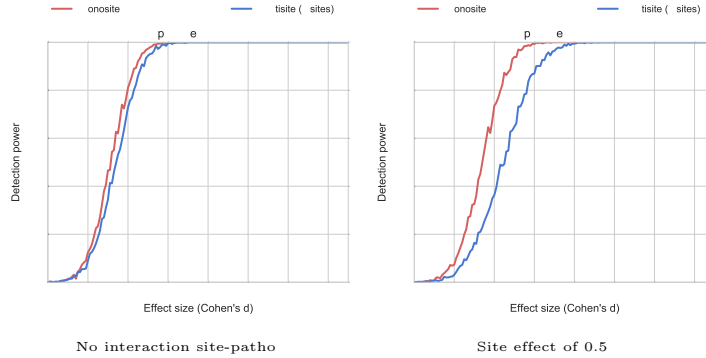 onosite tisite ( sites) onosite tisite ( sites)
p e p e
Detection power Detection power
Effect size (Cohen's d) Effect size (Cohen's d)
No interaction site-patho Site effect of 0.5